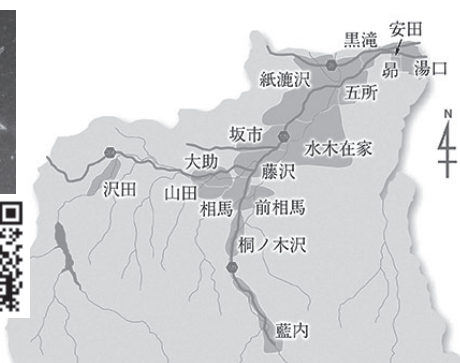 安田
黒滝
昴
湯口
紙漉沢
五所
N
坂市
水木在家
大助
藤沢
沢田
山田
相馬
前相馬
桐ノ木沢
藍内